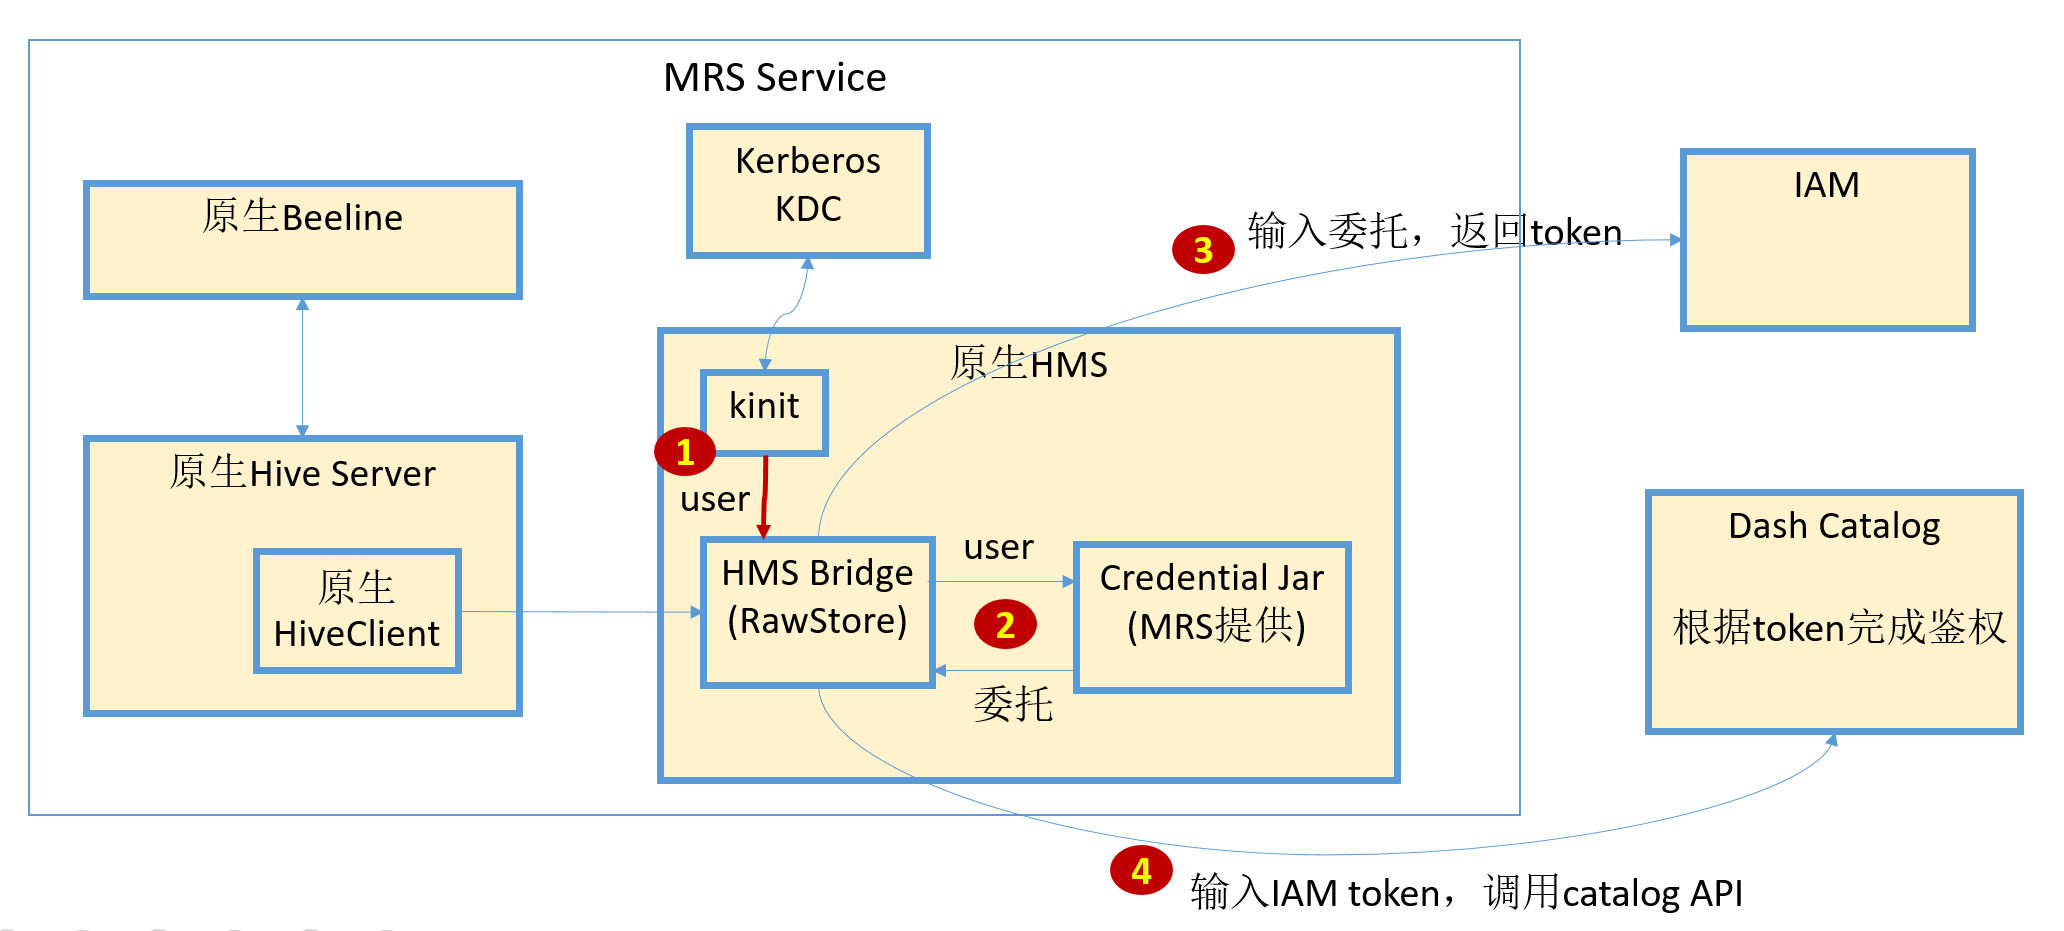 MRS Service
Kerberos
KDC
原生Beeline
IAM
3
输入委托，返回token
原生HMS
kinit
1
user
原生Hive Server
原生
HiveClient
HMS Bridge
(RawStore)
user
2
委托
Credential Jar
(MRS提供)
Dash Catalog
根据token完成鉴权
4
输入IAM token，调用catalog API